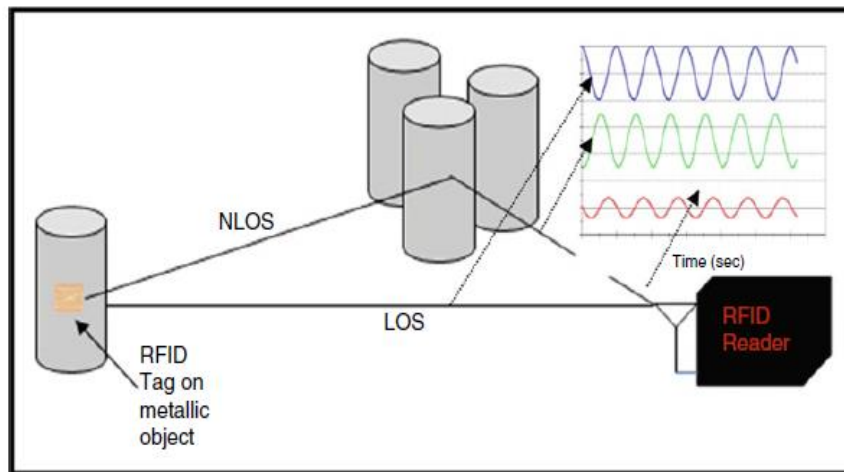 NLOS
Time (sec)
LOS
RFID
Reader
RFID
Tag on
metallic
object